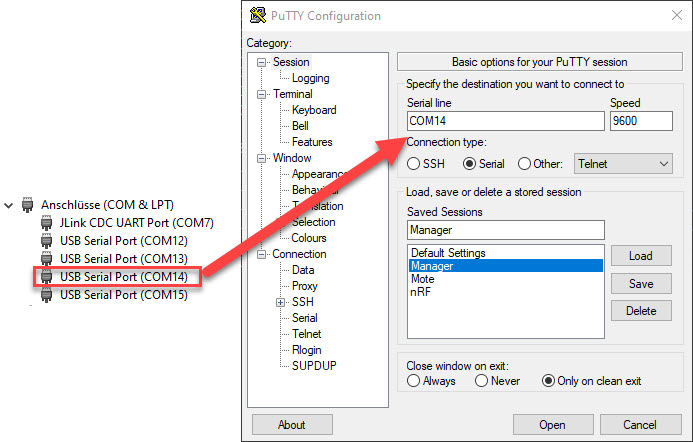 Anschlüsse (COM & LPT)
JLink CDC UART Port (COM7)
USB Serial Port (COM12)
USB Serial Port (COM13)
USB Serial Port (COM14)
USB Serial Port (COM15)
PuTTY Configuration
Category:
Session
Logging
Terminal
Keyboard
Bell
Features
Window
Appearance
Behaviour
Translation
Selection
Colours
Connection
Data
Proxy
SSH
Serial
Telnet
Rlogin
SUPDUP
Basic options for your PuTTY session
Specify the destination you want to connect to
Serial line Speed
COM14 9600
Connection type:
SSH Serial Other: Telnet
Load, save or delete a stored session
Saved Sessions
Manager
Default Settings
Manager
Mote
nRF
Load
Save
Delete
Close window on exit:
Always Never Only on clean exit
About Open Cancel